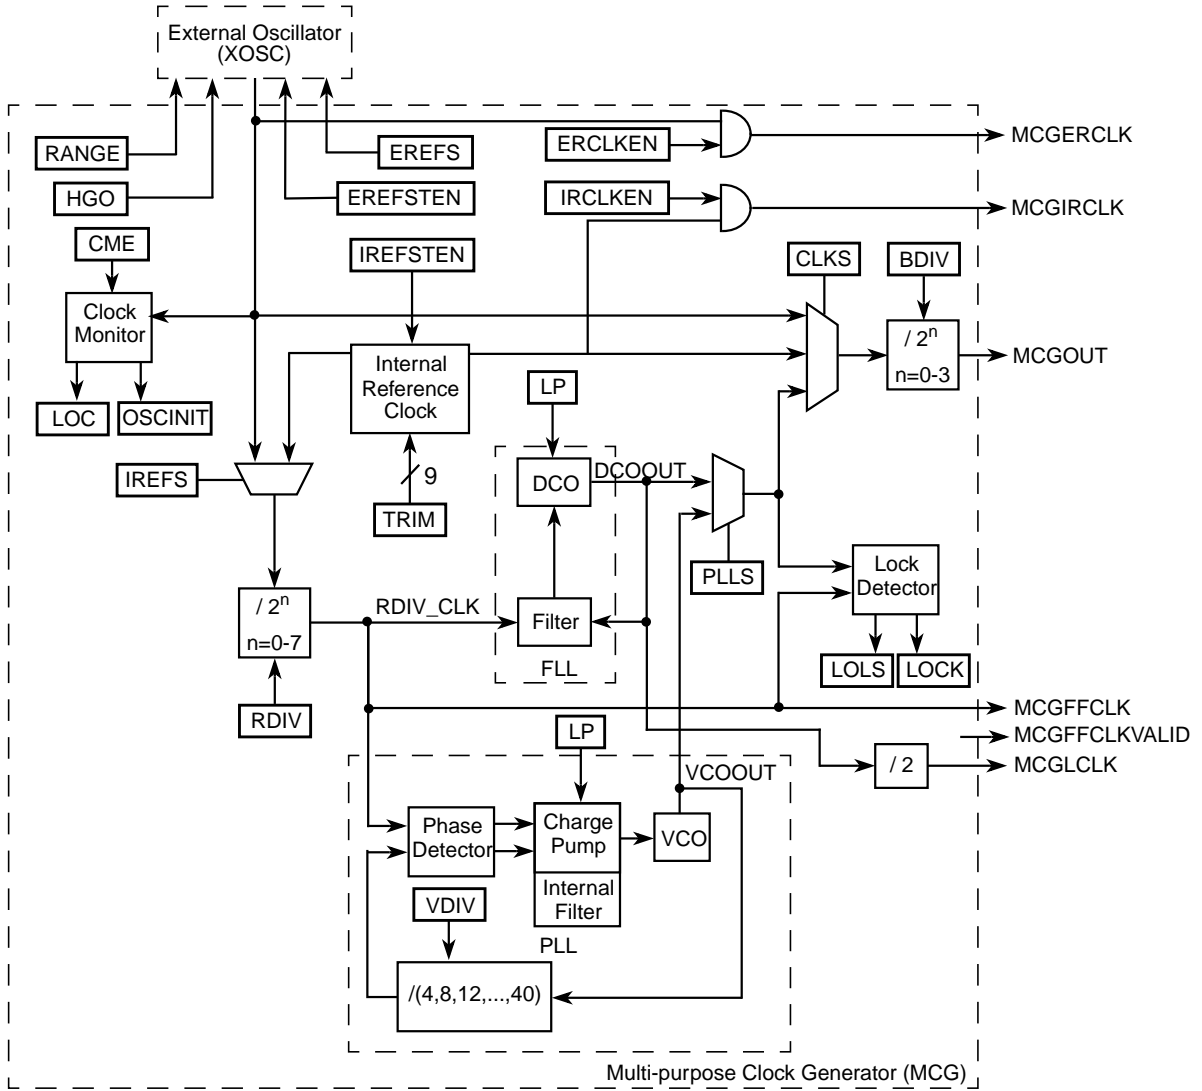 External Oscillator
(XOSC)
RANGE
EREFS
ERCLKEN
MCGERCLK
HGO
EREFSTEN
IRCLKEN
MCGIRCLK
CME
IREFSTEN
CLKS
BDIV
Clock
Monitor
/ 2n
n=0-3
MCGOUT
Internal
Reference
Clock
LP
LOC
OSCINIT
IREFS
9
TRIM
DCO
DCOOUT
PLLS
Lock
Detector
/ 2n
n=0-7
RDIV_CLK
Filter
FLL
LOLS
LOCK
RDIV
MCGFFCLK
MCGFFCLKVALID
MCGLCLK
LP
/ 2
VCOOUT
Phase
Detector
Charge
Pump
VCO
Internal
Filter
VDIV
PLL
/(4,8,12,...,40)
Multi-purpose Clock Generator (MCG)